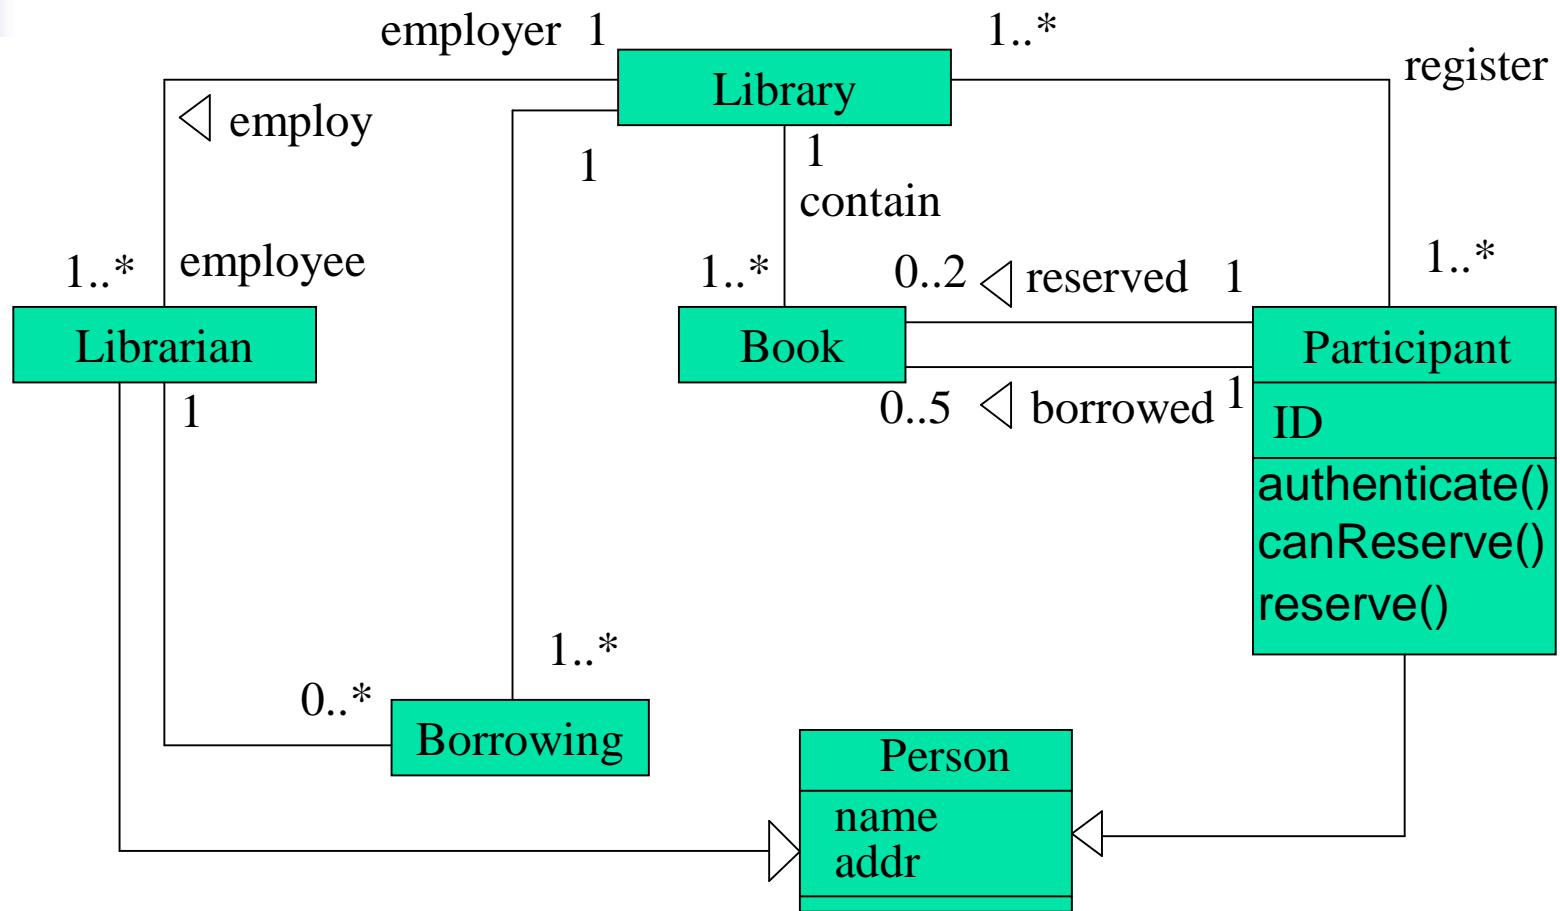 employer 1
1..*
register
Library
employ
1
1
contain
1..* employee
1..*
0..2 reserved 1
1..*
Librarian
Book
Participant
1
0..5 borrowed 1
ID
authenticate()
canReserve()
reserve()
1..*
0..*
Borrowing
Person
name
addr